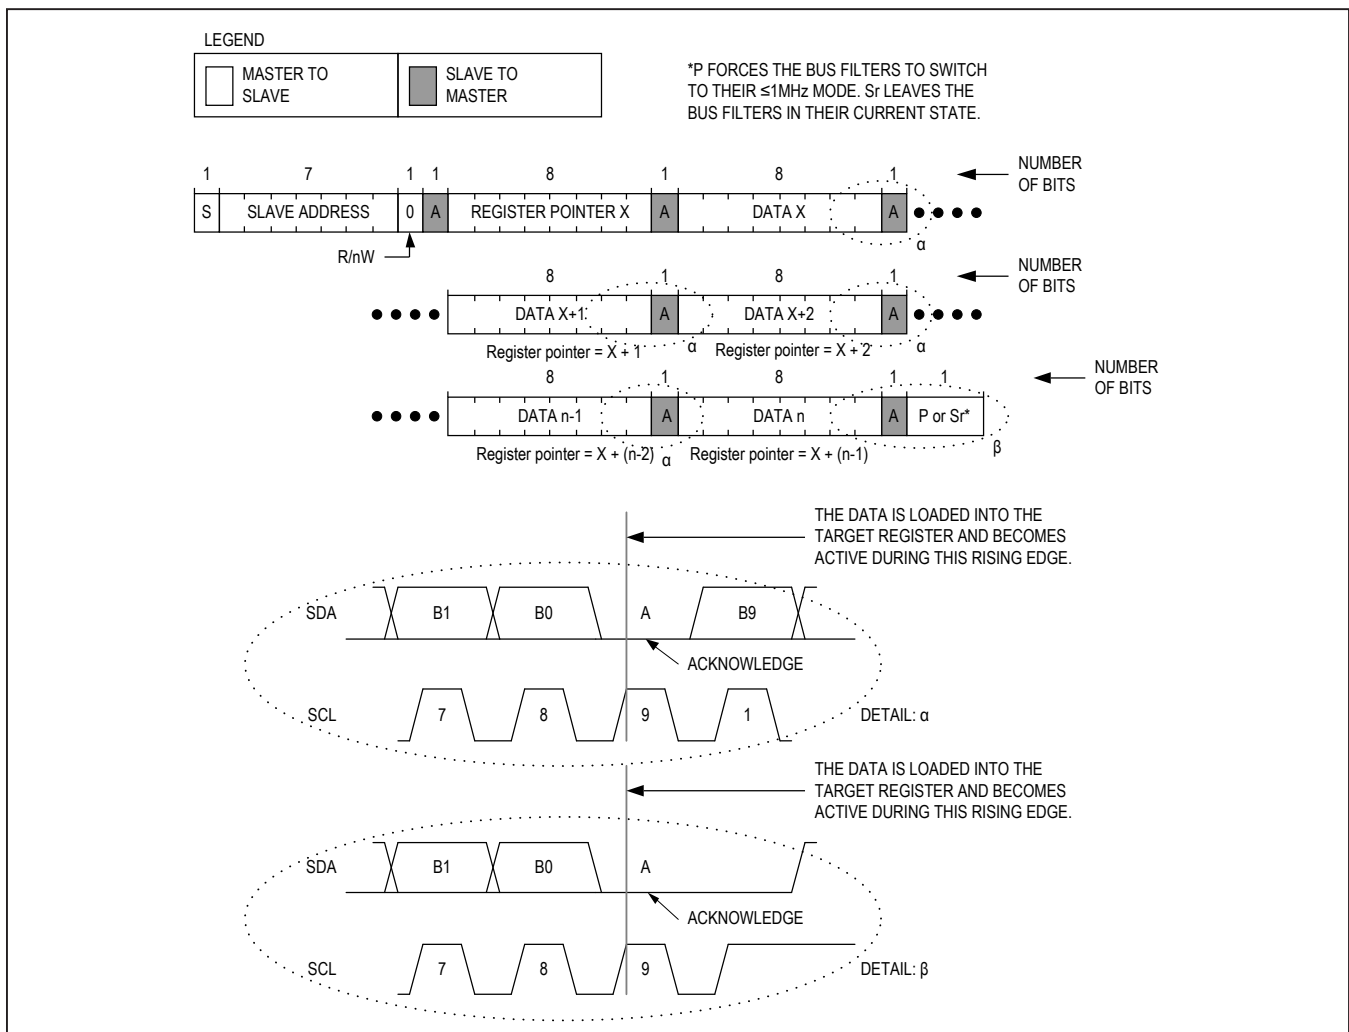 LEGEND
MASTER TO
SLAVE
SLAVE TO
MASTER
*P FORCES THE BUS FILTERS TO SWITCH
TO THEIR ≤1MHz MODE. Sr LEAVES THE
BUS FILTERS IN THEIR CURRENT STATE.
1 7 1 1 8 1 8 1
NUMBER
OF BITS
S SLAVE ADDRESS 0 A REGISTER POINTER X A DATA X A
α
R/nW
8 1 8 1
NUMBER
OF BITS
DATA X+1 A DATA X+2 A
Register pointer = X + 1 α Register pointer = X + 2 α
8 1 8 1 1
NUMBER
OF BITS
DATA n-1 A DATA n A P or Sr*
β
Register pointer = X + (n-2) α Register pointer = X + (n-1)
THE DATA IS LOADED INTO THE
TARGET REGISTER AND BECOMES
ACTIVE DURING THIS RISING EDGE.
SDA B1 B0 A B9
ACKNOWLEDGE
SCL 7 8 9 1 DETAIL: α
THE DATA IS LOADED INTO THE
TARGET REGISTER AND BECOMES
ACTIVE DURING THIS RISING EDGE.
SDA B1 B0 A
ACKNOWLEDGE
SCL 7 8 9 DETAIL: β